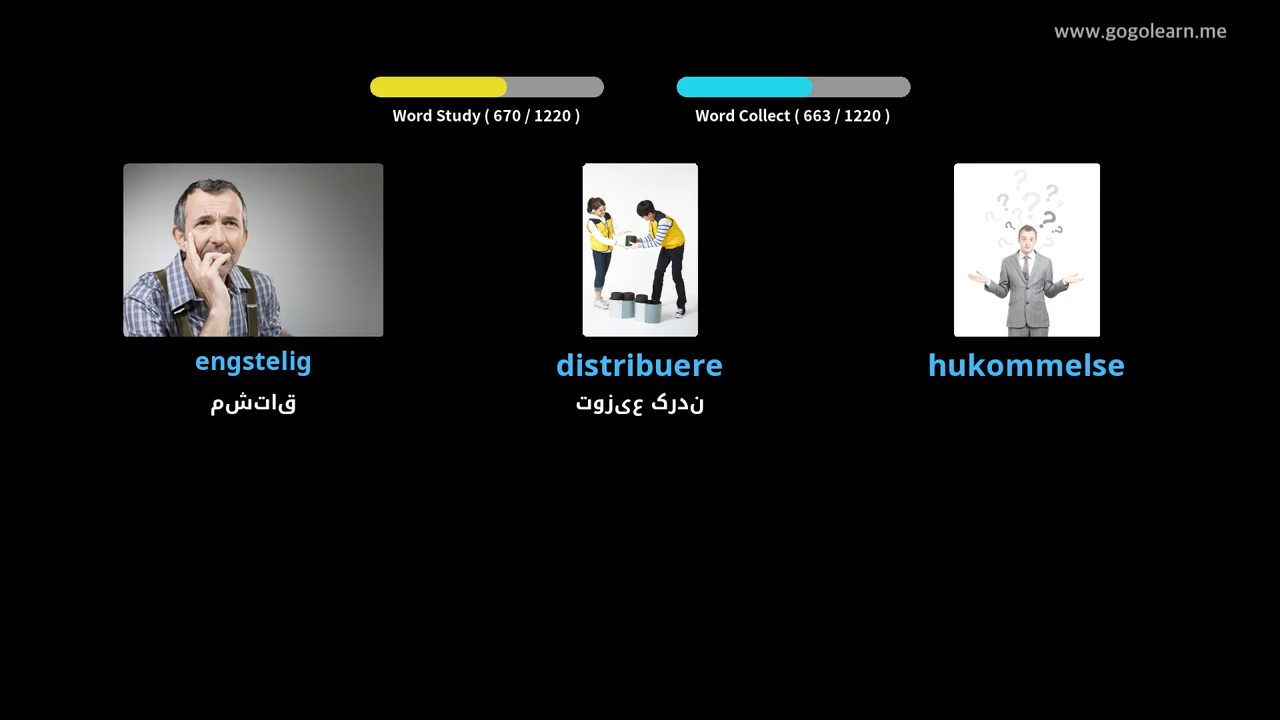 www.gogolearn.me
Word Study ( 670 / 1220 )
Word Collect ( 663 / 1220 )
engstelig
distribuere
hukommelse
قاتشم
ندرک عیزوت